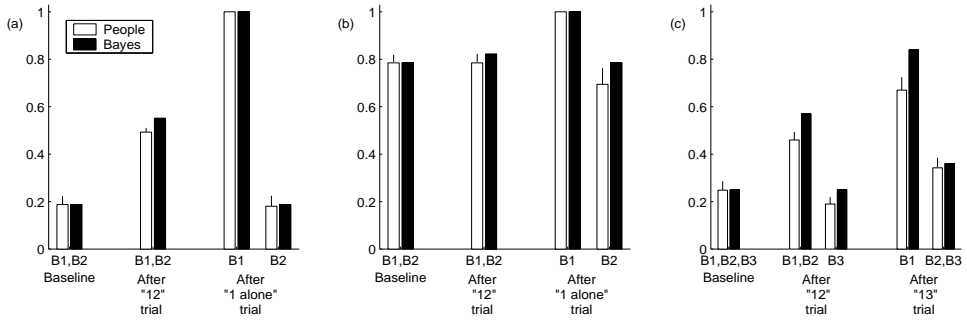 (a)
People
Bayes
1
0.8
0.6
0.4
0.2
0
B1,B2
Baseline
B1,B2
After
"12"
trial
B1
B2
After
"1 alone"
trial
(b)
1
0.8
0.6
0.4
0.2
0
B1,B2
Baseline
B1,B2
After
"12"
trial
B1
B2
After
"1 alone"
trial
(c)
1
0.8
0.6
0.4
0.2
0
B1,B2,B3
Baseline
B1,B2
B3
After
"12"
trial
B1
B2,B3
After
"13"
trial